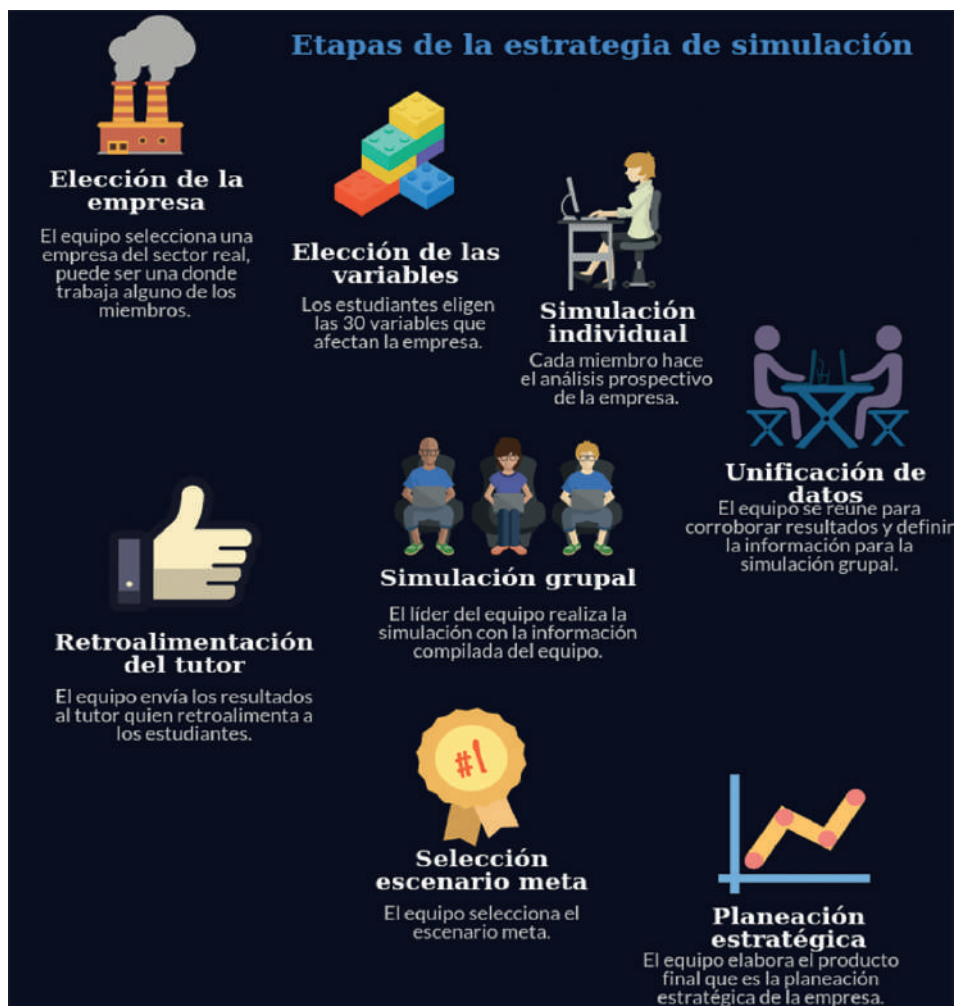 Etapas de la estrategia de simulación
Elección de la
empresa
El equipo selecciona una
empresa del sector real,
puede ser una donde
trabaja alguno de los
miembros.
Elección de las
variables
Los estudiantes eligen
las 30 variables que
afectan la empresa.
Simulación
individual
Cada miembro hace
el análisis prospectivo
de la empresa.
Unificación de
datos
El equipo se reúne para
corroborar resultados y definir
la información para la
simulación grupal.
Simulación grupal
El líder del equipo realiza la
simulación con la información
compilada del equipo.
Retroalimentación
del tutor
El equipo envía los resultados
al tutor quien retroalimenta a
los estudiantes.
#1
Selección
escenario meta
El equipo selecciona el
escenario meta.
Planeación
estratégica
El equipo elabora el producto
final que es la planeación
estratégica de la empresa.